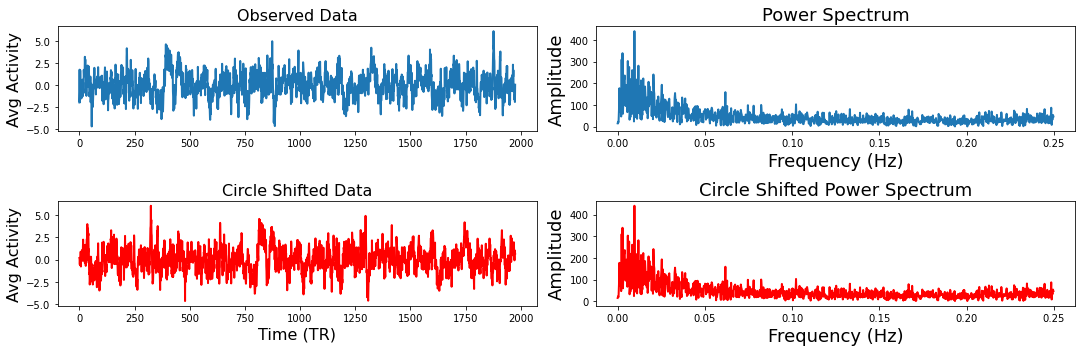 Observed Data
Avg Activity
5.0
2.5
0.0
−2.5
−5.0
0 250 500 750 1000 1250 1500 1750 2000
Power Spectrum
Amplitude
400
300
200
100
0
0.00 0.05 0.10 0.15 0.20 0.25
Frequency (Hz)
Circle Shifted Data
Avg Activity
5.0
2.5
0.0
−2.5
−5.0
0 250 500 750 1000 1250 1500 1750 2000
Time (TR)
Circle Shifted Power Spectrum
Amplitude
400
300
200
100
0
0.00 0.05 0.10 0.15 0.20 0.25
Frequency (Hz)